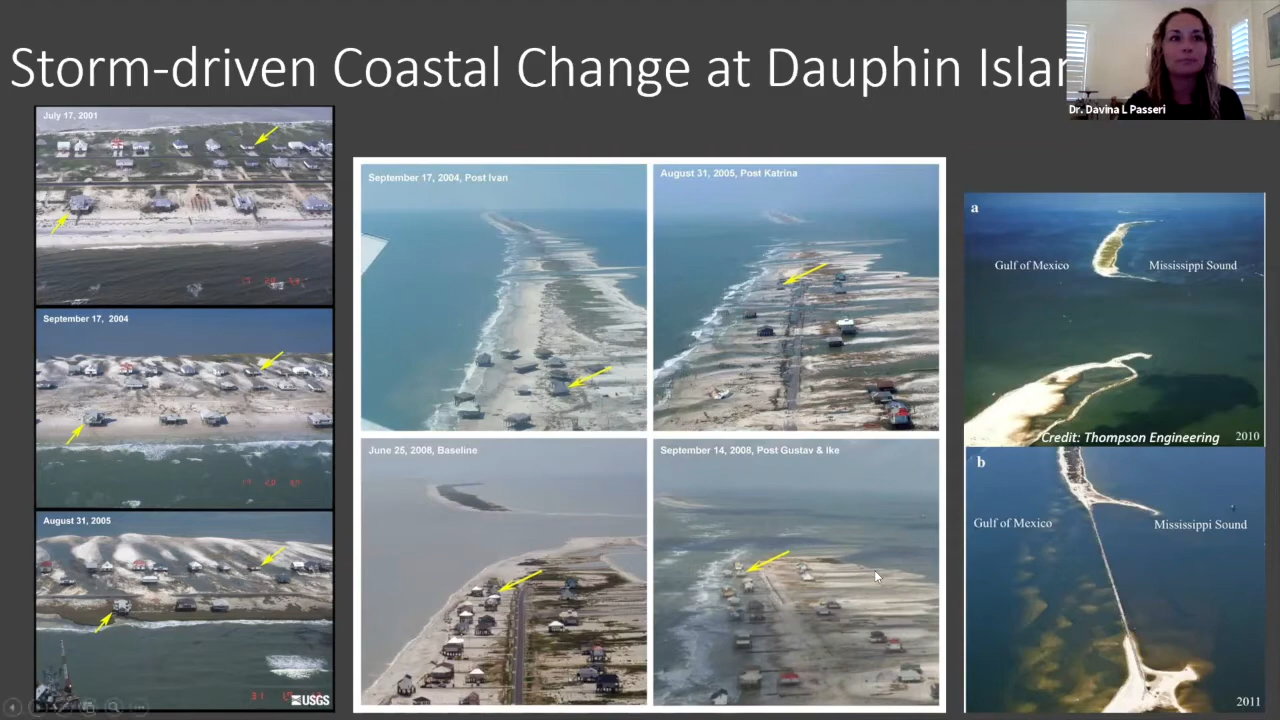 Storm-driven Coastal Change at Dauphin Islan
Dr. Davina L Passeri
July 17, 2001
September 17, 2004
August 31, 2005
USGS
September 17, 2004, Post Ivan
August 31, 2005, Post Katrina
June 25, 2008, Baseline
September 14, 2008, Post Gustav & Ike
a
Gulf of Mexico
Mississippi Sound
Credit: Thompson Engineering
2010
b
Gulf of Mexico
Mississippi Sound
2011